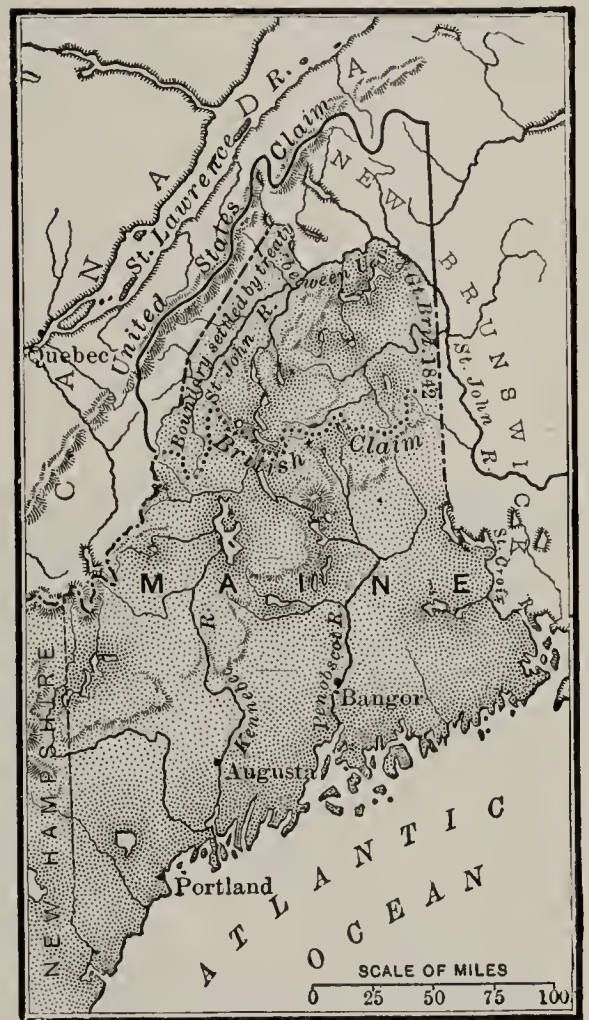 CANADA
St. Lawrence R.
United States Claim
NEW BRUNSWICK
Quebec
Boundary settled by treaty between U.S. & Gt. Brit. 1842
St. John R.
St. John R.
British Claim
MAINE
St. Croix R.
Kennebec R.
Penobscot R.
Bangor
Augusta
Portland
NEW HAMPSHIRE
ATLANTIC
OCEAN
SCALE OF MILES
0 25 50 75 100